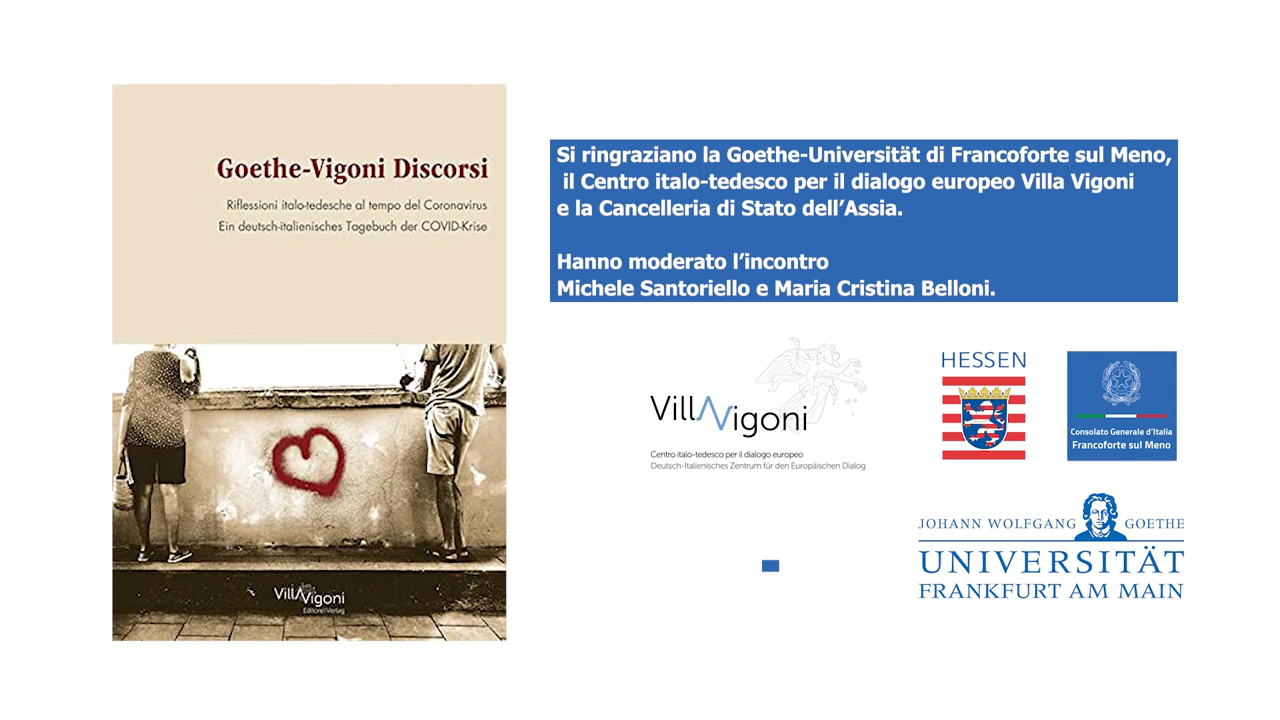 Goethe-Vigoni Discorsi
Riflessioni italo-tedesche al tempo del Coronavirus
Ein deutsch-italienisches Tagebuch der COVID-Krise
Villa Vigoni
Editore|Verlag
Si ringraziano la Goethe-Universität di Francoforte sul Meno,
il Centro italo-tedesco per il dialogo europeo Villa Vigoni
e la Cancelleria di Stato dell’Assia.
Hanno moderato l’incontro
Michele Santoriello e Maria Cristina Belloni.
Villa Vigoni
Centro italo-tedesco per il dialogo europeo
Deutsch-Italienisches Zentrum für den Europäischen Dialog
HESSEN
Consolato Generale d’Italia
Francoforte sul Meno
JOHANN WOLFGANG GOETHE
UNIVERSITÄT
FRANKFURT AM MAIN